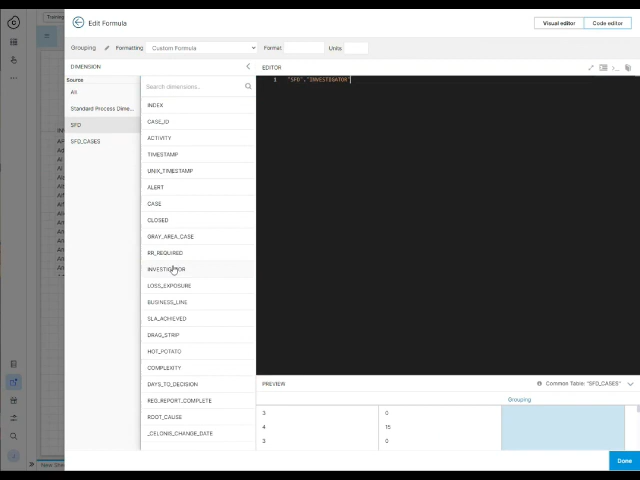 Training
Edit Formula
Visual editor
Code editor
Grouping
Formatting
Custom Formula
Format
Units
DIMENSION
EDITOR
Source
All
Standard Process Dime...
SFD
SFD_CASES
Search dimensions..
INDEX
CASE_ID
ACTIVITY
TIMESTAMP
UNIX_TIMESTAMP
ALERT
CASE
CLOSED
GRAY_AREA_CASE
RR_REQUIRED
INVESTIGATOR
LOSS_EXPOSURE
BUSINESS_LINE
SLA_ACHIEVED
DRAG_STRIP
HOT_POTATO
COMPLEXITY
DAYS_TO_DECISION
REG_REPORT_COMPLETE
ROOT_CAUSE
_CELONIS_CHANGE_DATE
1 "SFD"."INVESTIGATOR"
PREVIEW
Common Table: "SFD_CASES"
Grouping
3 0
4 15
3 0
Done
New Shee